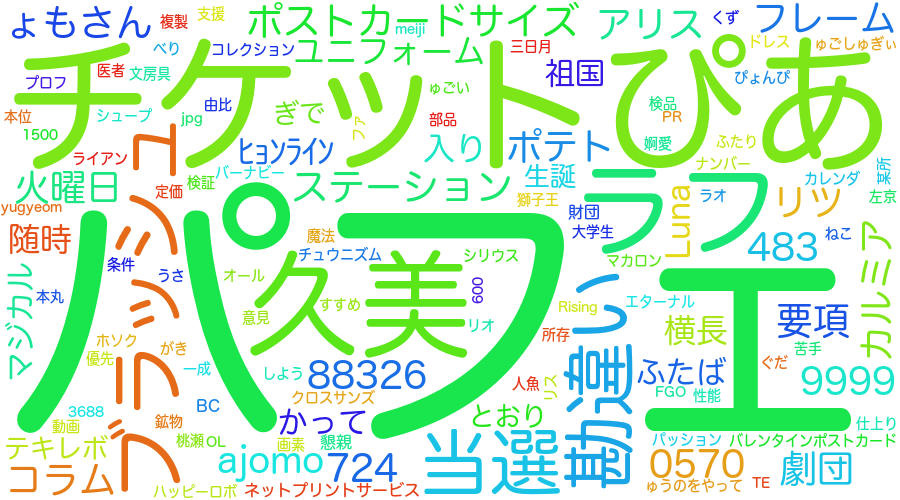 ょもさん
複製
支援
ポストカードサイズ
meiji
アリス
くず
フレーム
べり
コレクション
ユニフォーム
三日月
ドレス
ゅごしゅぎぃ
チケットぴあ
プロフ
医者
文房具
祖国
ぴょんぴ
ゅごい
本位
シュープ
由比
ぎで
検品
1500
jpg
ファ
部品
PR
ライアン
ヒョンライン
入り
ポテト
婀愛
ふたり
火曜日
検証
バーナビー
ステーション
生誕
ナンバー
カレンダ
某所
定価
獅子王
ラオ
リツ
左京
yugyeom
パフェ
ラフ
Luna
ブラッシュ
財団
大学生
随時
魔法
483
ねこ
条件
チュウニズム
シリウス
マカロン
カルミア
うさ
オール
久美
600
本丸
マジカル
意見
すすめ
リオ
Rising
エターナル
勘違い
要項
ホソク
がき
所存
横長
苦手
優先
一成
しよう
88326
人魚
リス
ふたば
ぐだ
9999
クロスサンズ
FGO
性能
3688
BC
かって
とおり
動画
鉱物
仕上り
テキレボ
桃瀬
OL
画素
懇親
当選
パッション
バレンタインポストカード
コラム
ajomo
724
0570
劇団
ハッピーロボ
ネットプリントサービス
ゅうのをやって
TE